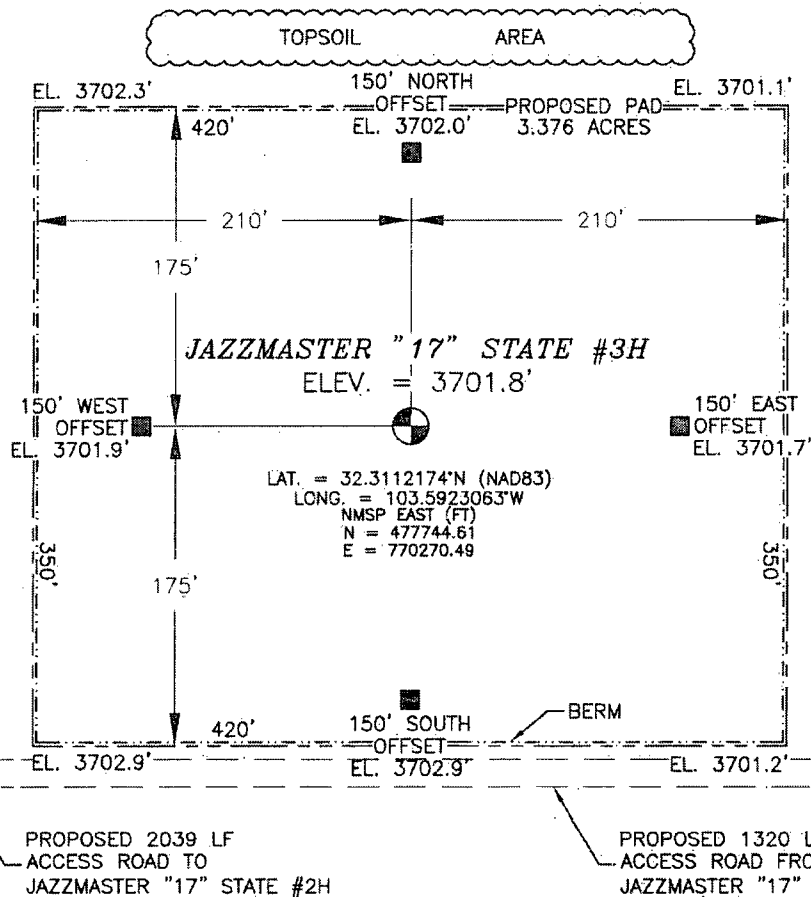 TOPSOIL AREA
EL. 3702.3'
150' NORTH
OFFSET
EL. 3702.0'
EL. 3701.1'
PROPOSED PAD
3.376 ACRES
420'
210'
210'
175'
JAZZMASTER "17" STATE #3H
ELEV. = 3701.8'
150' WEST
OFFSET
EL. 3701.9'
150' EAST
OFFSET
EL. 3701.7'
LAT. = 32.3112174°N (NAD83)
LONG. = 103.5923063°W
NMSP EAST (FT)
N = 477744.61
E = 770270.49
350'
350'
175'
420'
150' SOUTH
OFFSET
EL. 3702.9'
BERM
EL. 3702.9'
EL. 3701.2'
PROPOSED 2039 LF
ACCESS ROAD TO
JAZZMASTER "17" STATE #2H
PROPOSED 1320 L
ACCESS ROAD FRO
JAZZMASTER "17"